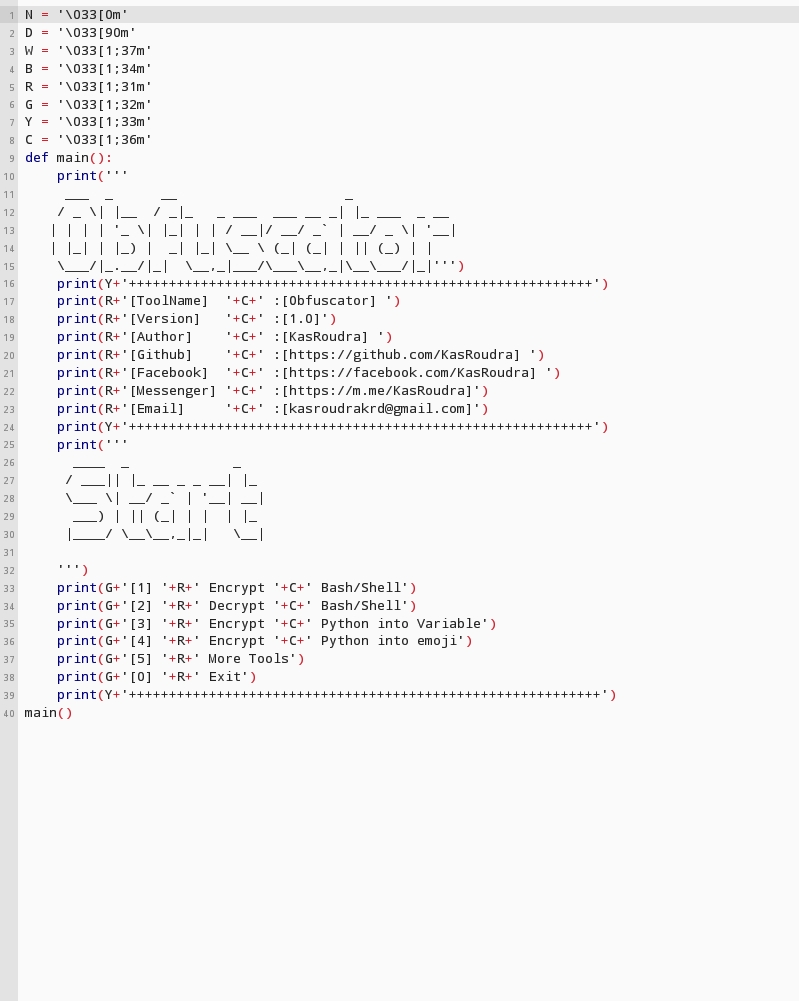 1 N = '\033[0m'
2 D = '\033[90m'
3 W = '\033[1;37m'
4 B = '\033[1;34m'
5 R = '\033[1;31m'
6 G = '\033[1;32m'
7 Y = '\033[1;33m'
8 C = '\033[1;36m'
9 def main():
10     print('''
11      ___  _      __                     _
12     / _ \| |__  / _|_   _ ___  ___ __ _| |_ ___  _ __
13    | | | | '_ \| |_| | | / __|/ __/ _` | __/ _ \| '__|
14    | |_| | |_) |  _| |_| \__ \ (_| (_| | || (_) | |
15     \___/|_.__/|_|  \__,_|___/\___\__,_|\__\___/|_|''')
16     print(Y+'++++++++++++++++++++++++++++++++++++++++++++++++++++++++++')
17     print(R+'[ToolName]  '+C+' :[Obfuscator] ')
18     print(R+'[Version]   '+C+' :[1.0]')
19     print(R+'[Author]    '+C+' :[KasRoudra] ')
20     print(R+'[Github]    '+C+' :[https://github.com/KasRoudra] ')
21     print(R+'[Facebook]  '+C+' :[https://facebook.com/KasRoudra] ')
22     print(R+'[Messenger] '+C+' :[https://m.me/KasRoudra]')
23     print(R+'[Email]     '+C+' :[kasroudrakrd@gmail.com]')
24     print(Y+'++++++++++++++++++++++++++++++++++++++++++++++++++++++++++')
25     print('''
26       ____  _             _
27      / ___|| |_ __ _ _ __| |_
28      \___ \| __/ _` | '__| __|
29       ___) | || (_| | |  | |_
30      |____/ \__\__,_|_|   \__|
31
32     ''')
33     print(G+'[1] '+R+' Encrypt '+C+' Bash/Shell')
34     print(G+'[2] '+R+' Decrypt '+C+' Bash/Shell')
35     print(G+'[3] '+R+' Encrypt '+C+' Python into Variable')
36     print(G+'[4] '+R+' Encrypt '+C+' Python into emoji')
37     print(G+'[5] '+R+' More Tools')
38     print(G+'[0] '+R+' Exit')
39     print(Y+'+++++++++++++++++++++++++++++++++++++++++++++++++++++++++++')
40 main()